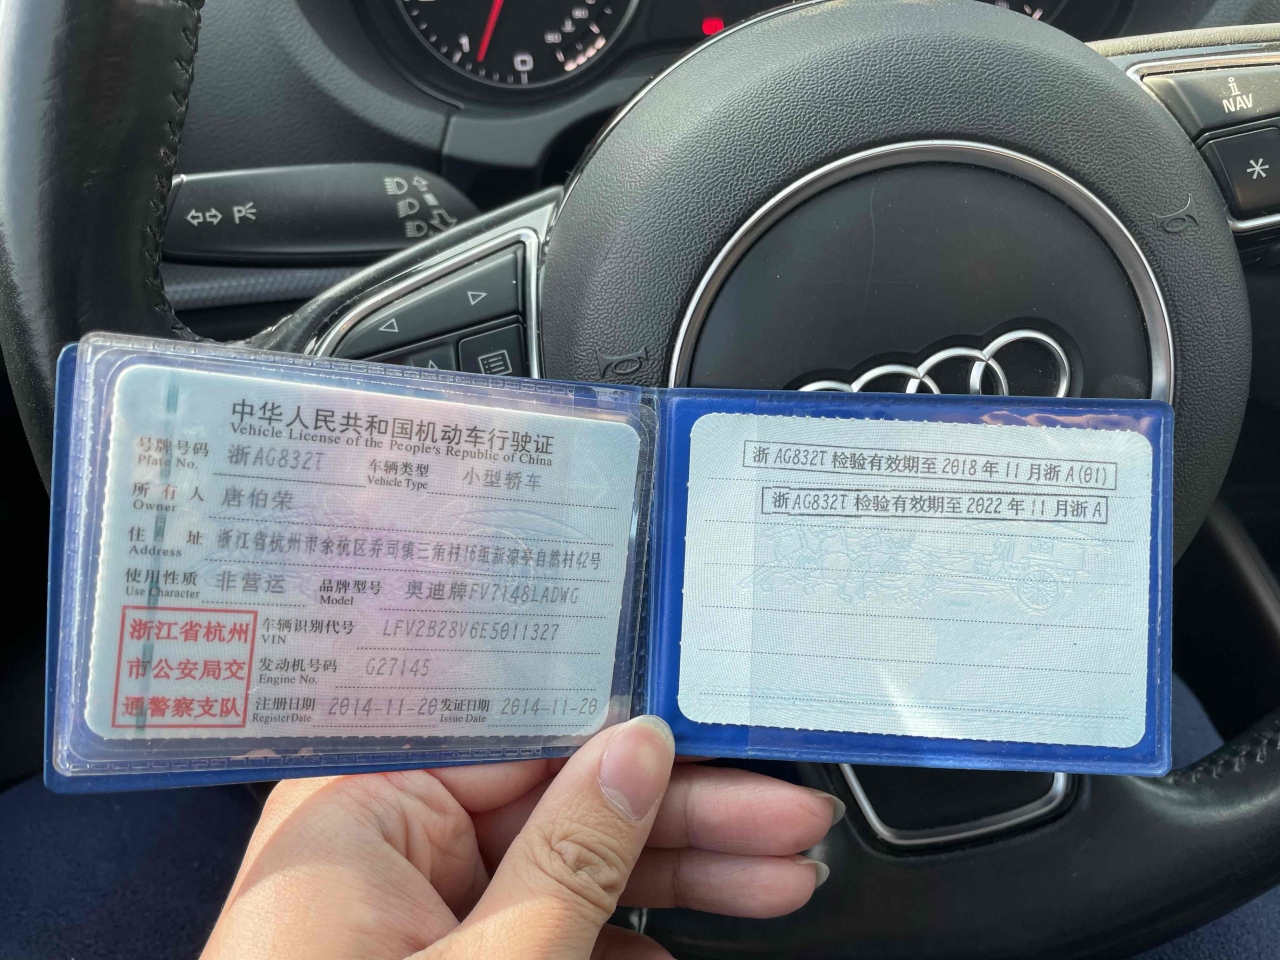 NAV
中华人民共和国机动车行驶证
Vehicle License of the People's Republic of China
号牌号码 浙AG832T 车辆类型 小型轿车
Plate No. Vehicle Type
所有人 唐伯荣
Owner
住址 浙江省杭州市余杭区乔司镇三角村16组新凉亭自然村42号
Address
使用性质 非营运 品牌型号 奥迪牌FV7148LADWG
Use Character Model
浙江省杭州
市公安局交
通警察支队
车辆识别代号 LFV2B28V6E5011327
VIN
发动机号码 G27145
Engine No.
注册日期 2014-11-20 发证日期 2014-11-20
Register Date Issue Date
浙AG832T检验有效期至2018年11月浙A(01)
浙AG832T检验有效期至2022年11月浙A